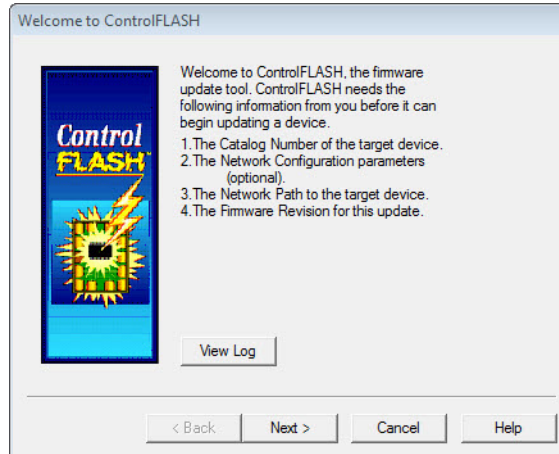 Welcome to ControlFLASH
Control
FLASH
Welcome to ControlFLASH, the firmware
update tool. ControlFLASH needs the
following information from you before it can
begin updating a device.
1.The Catalog Number of the target device.
2.The Network Configuration parameters
(optional).
3.The Network Path to the target device.
4.The Firmware Revision for this update.
View Log
< Back
Next >
Cancel
Help